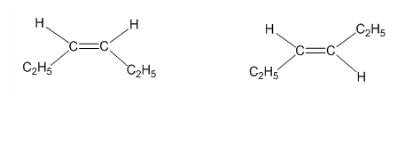 H H
C=C
C₂H₅ C₂H₅
H C₂H₅
C=C
C₂H₅ H